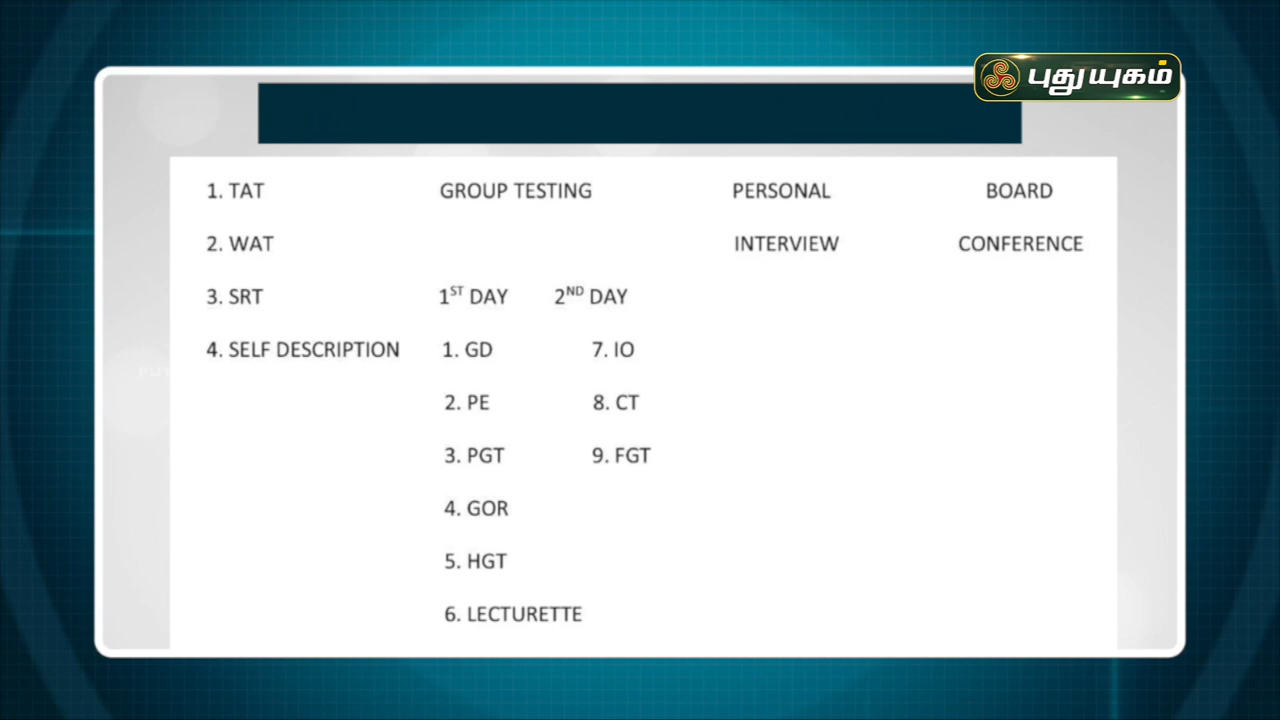 புதுயுகம்
1. TAT GROUP TESTING PERSONAL BOARD
2. WAT INTERVIEW CONFERENCE
3. SRT 1ST DAY 2ND DAY
4. SELF DESCRIPTION 1. GD 7. IO
2. PE 8. CT
3. PGT 9. FGT
4. GOR
5. HGT
6. LECTURETTE